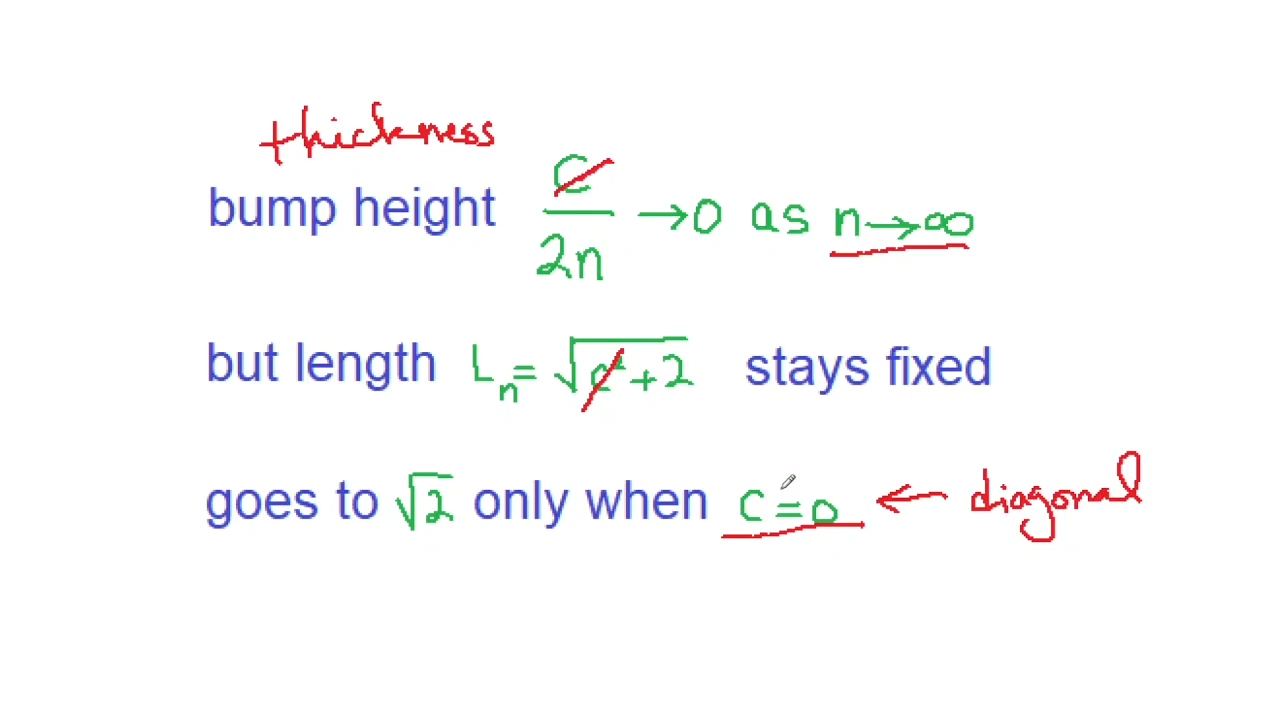 thickness
bump height c/2n →0 as n→∞
but length Lₙ= √(c²+2) stays fixed
goes to √2 only when c=0 ← diagonal